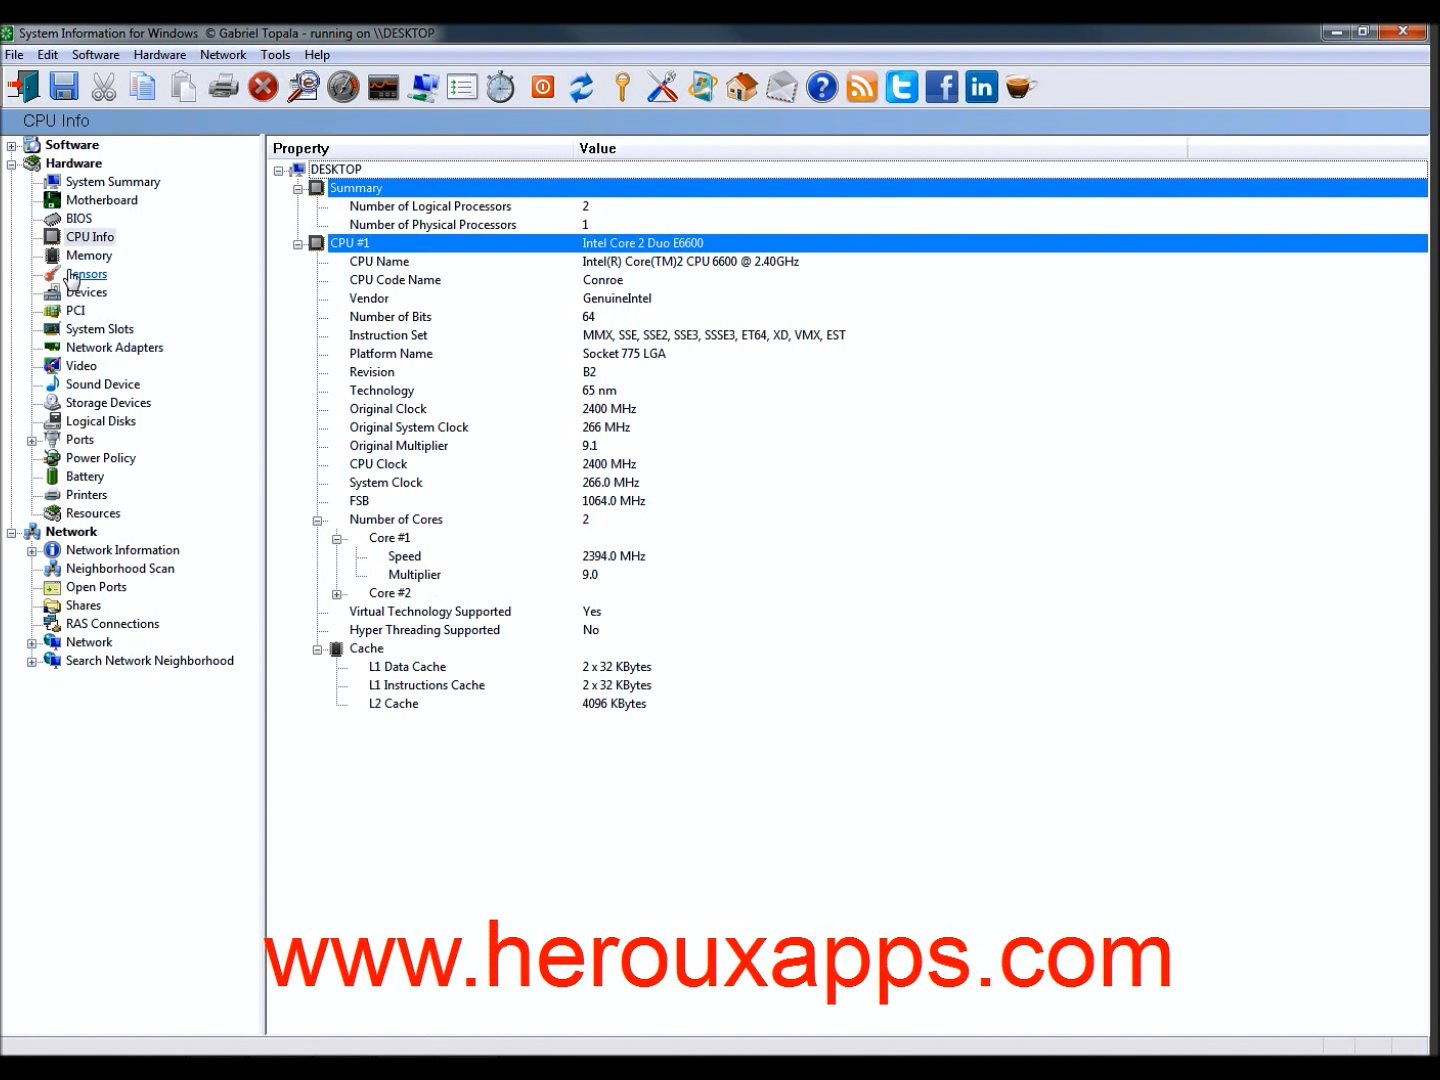 System Information for Windows © Gabriel Topala - running on \\DESKTOP
File Edit Software Hardware Network Tools Help
CPU Info
Software
Hardware
System Summary
Motherboard
BIOS
CPU Info
Memory
Devices
PCI
System Slots
Network Adapters
Video
Sound Device
Storage Devices
Logical Disks
Ports
Power Policy
Battery
Printers
Resources
Network
Network Information
Neighborhood Scan
Open Ports
Shares
RAS Connections
Network
Search Network Neighborhood
Property Value
DESKTOP
Summary
Number of Logical Processors 2
Number of Physical Processors 1
CPU #1 Intel Core 2 Duo E6600
CPU Name Intel(R) Core(TM)2 CPU 6600 @ 2.40GHz
CPU Code Name Conroe
Vendor GenuineIntel
Number of Bits 64
Instruction Set MMX, SSE, SSE2, SSE3, SSSE3, ET64, XD, VMX, EST
Platform Name Socket 775 LGA
Revision B2
Technology 65 nm
Original Clock 2400 MHz
Original System Clock 266 MHz
Original Multiplier 9.1
CPU Clock 2400 MHz
System Clock 266.0 MHz
FSB 1064.0 MHz
Number of Cores 2
Core #1
Speed 2394.0 MHz
Multiplier 9.0
Core #2
Virtual Technology Supported Yes
Hyper Threading Supported No
Cache
L1 Data Cache 2 x 32 KBytes
L1 Instructions Cache 2 x 32 KBytes
L2 Cache 4096 KBytes
www.herouxapps.com